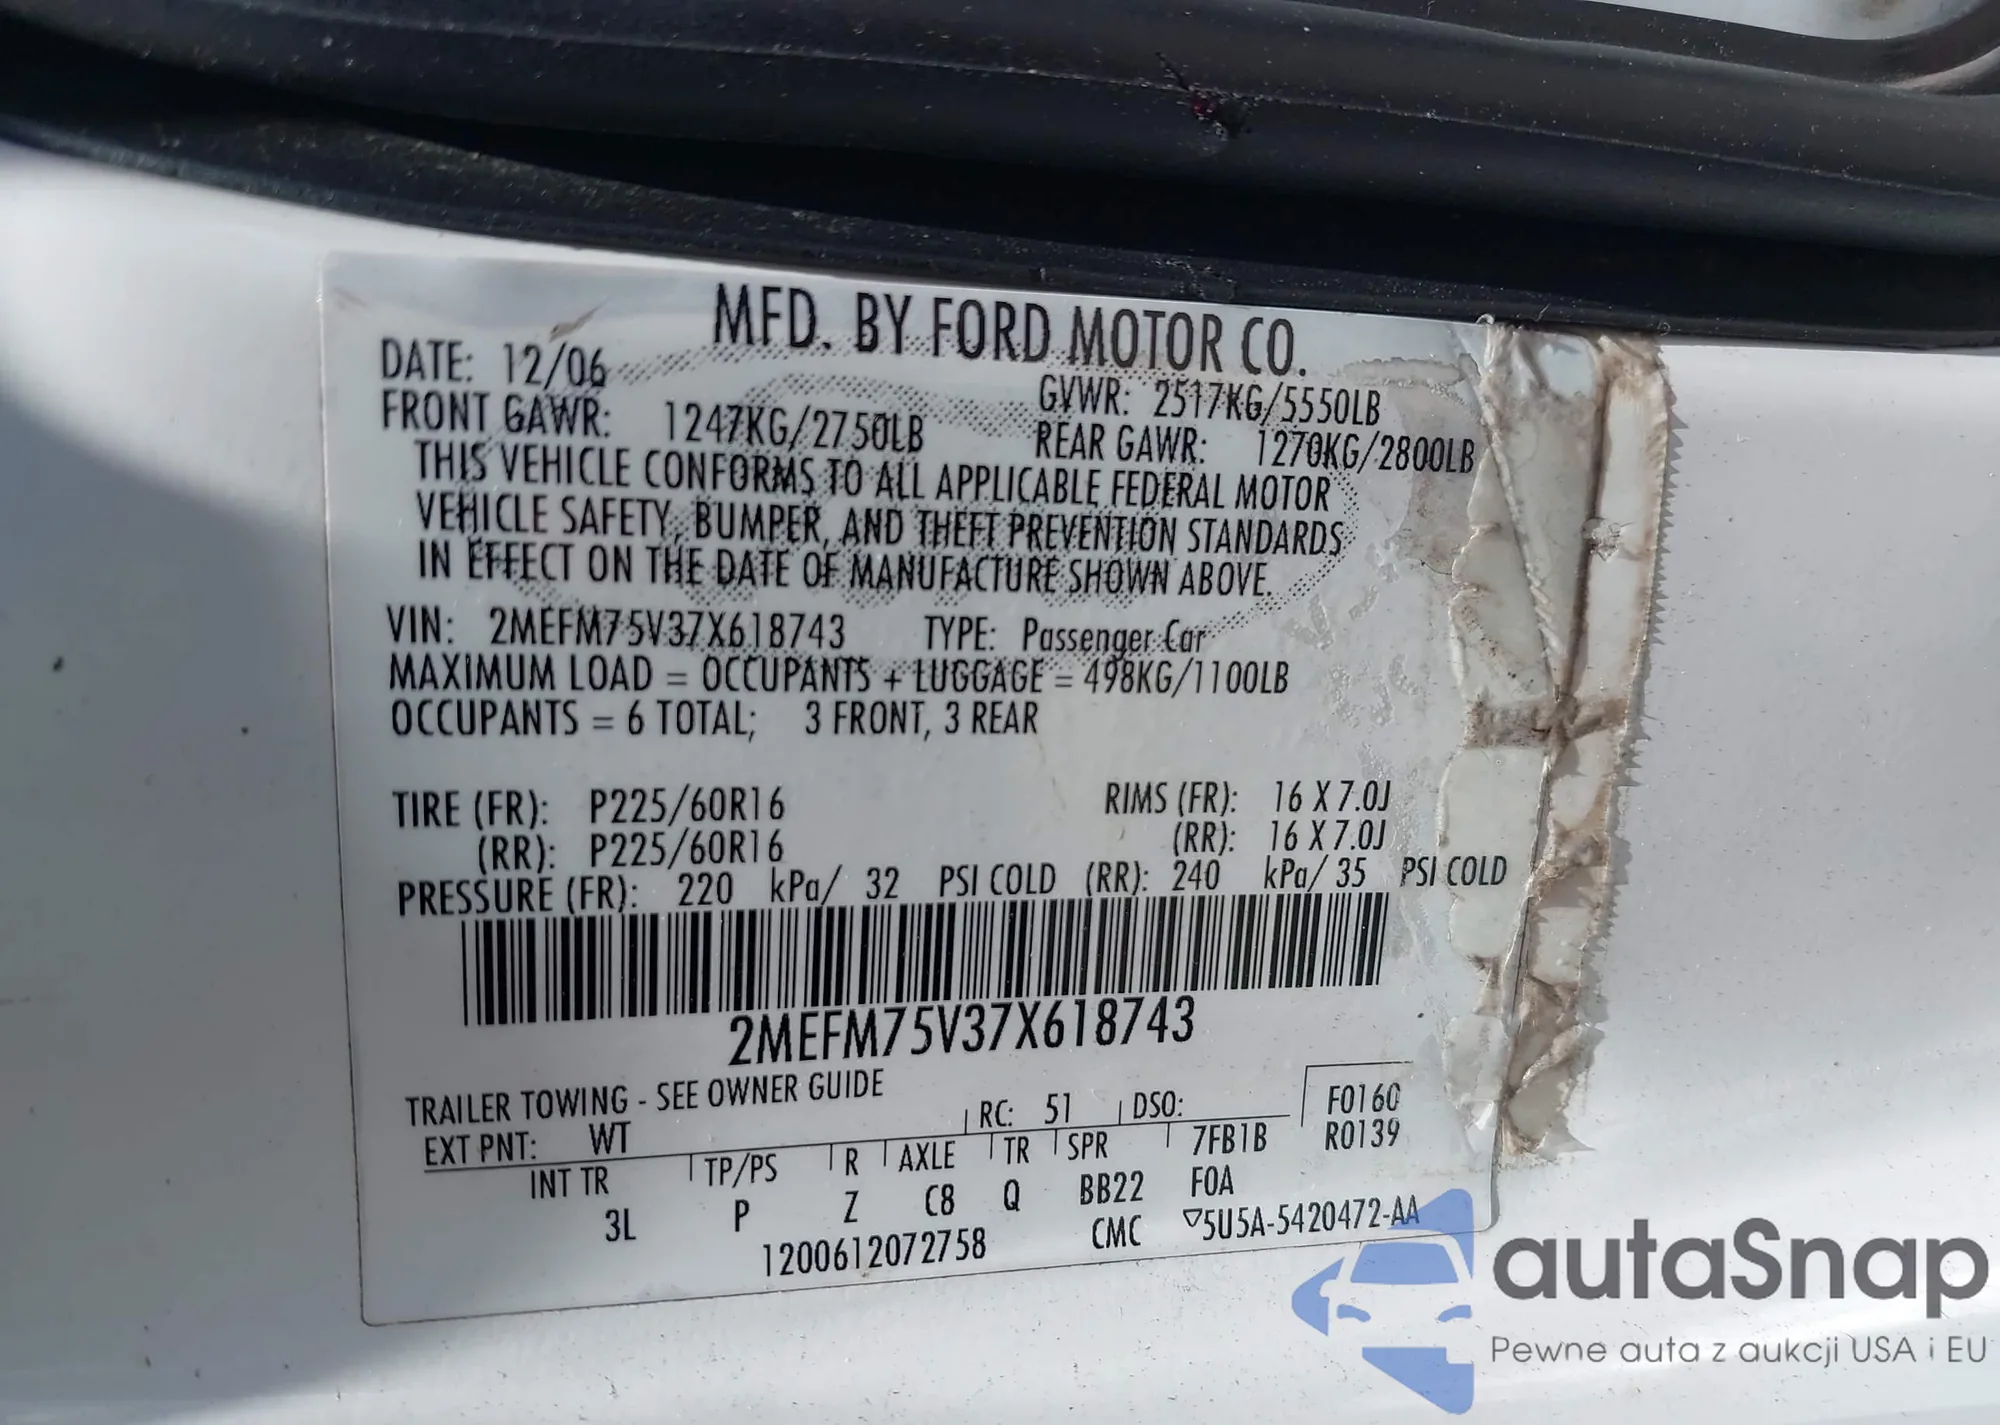 MFD. BY FORD MOTOR CO.
DATE: 12/06
GVWR: 2517KG/5550LB
FRONT GAWR: 1247KG/2750LB
REAR GAWR: 1270KG/2800LB
THIS VEHICLE CONFORMS TO ALL APPLICABLE FEDERAL MOTOR
VEHICLE SAFETY, BUMPER, AND THEFT PREVENTION STANDARDS
IN EFFECT ON THE DATE OF MANUFACTURE SHOWN ABOVE.
VIN: 2MEFM75V37X618743 TYPE: Passenger Car
MAXIMUM LOAD = OCCUPANTS + LUGGAGE = 498KG/1100LB
OCCUPANTS = 6 TOTAL; 3 FRONT, 3 REAR
TIRE (FR): P225/60R16 RIMS (FR): 16 X 7.0J
(RR): P225/60R16 (RR): 16 X 7.0J
PRESSURE (FR): 220 kPa/ 32 PSI COLD (RR): 240 kPa/ 35 PSI COLD
2MEFM75V37X618743
TRAILER TOWING - SEE OWNER GUIDE
EXT PNT: WT RC: 51 DSO: F0160
INT TR TP/PS R AXLE TR SPR 7FB1B R0139
3L P Z C8 Q BB22 FOA
1200612072758 CMC ▽5U5A-5420472-AA
autaSnap
Pewne auta z aukcji USA i EU